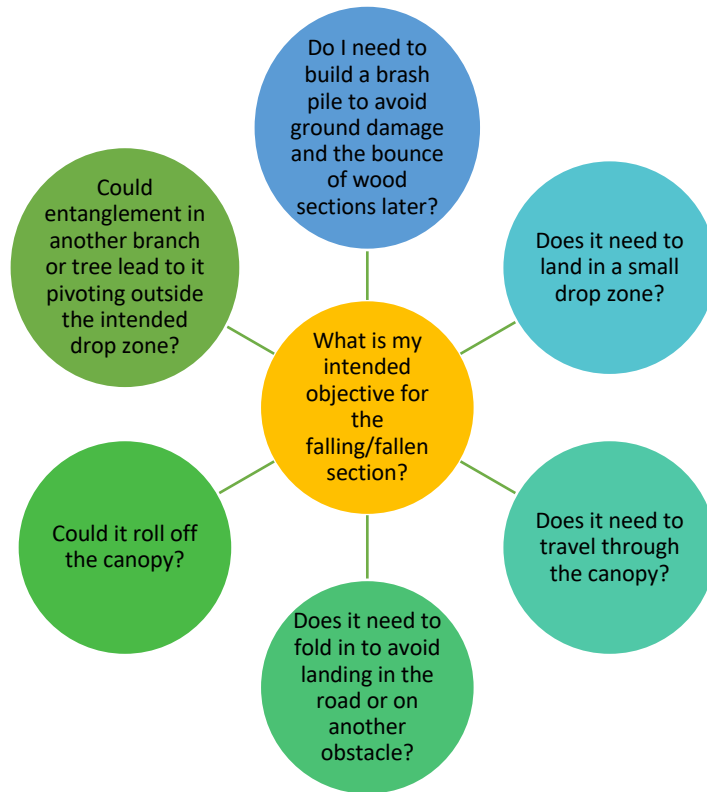 Do I need to
build a brash
pile to avoid
ground damage
and the bounce
of wood
sections later?
Does it need to
land in a small
drop zone?
Does it need to
travel through
the canopy?
Does it need to
fold in to avoid
landing in the
road or on
another
obstacle?
Could it roll off
the canopy?
Could
entanglement in
another branch
or tree lead to it
pivoting outside
the intended
drop zone?
What is my
intended
objective for
the
falling/fallen
section?